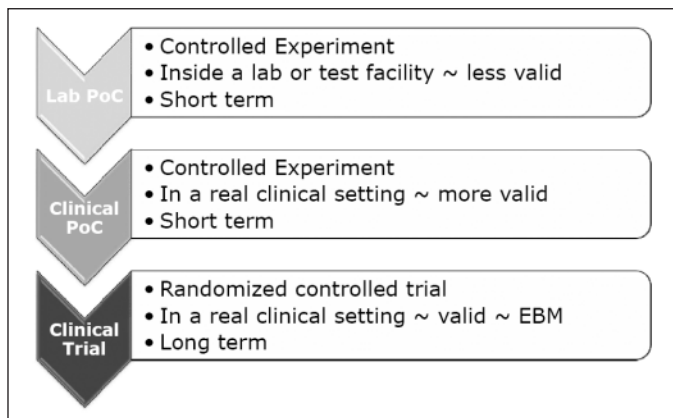 Lab PoC
• Controlled Experiment
• Inside a lab or test facility ~ less valid
• Short term
Clinical
PoC
• Controlled Experiment
• In a real clinical setting ~ more valid
• Short term
Clinical
Trial
• Randomized controlled trial
• In a real clinical setting ~ valid ~ EBM
• Long term